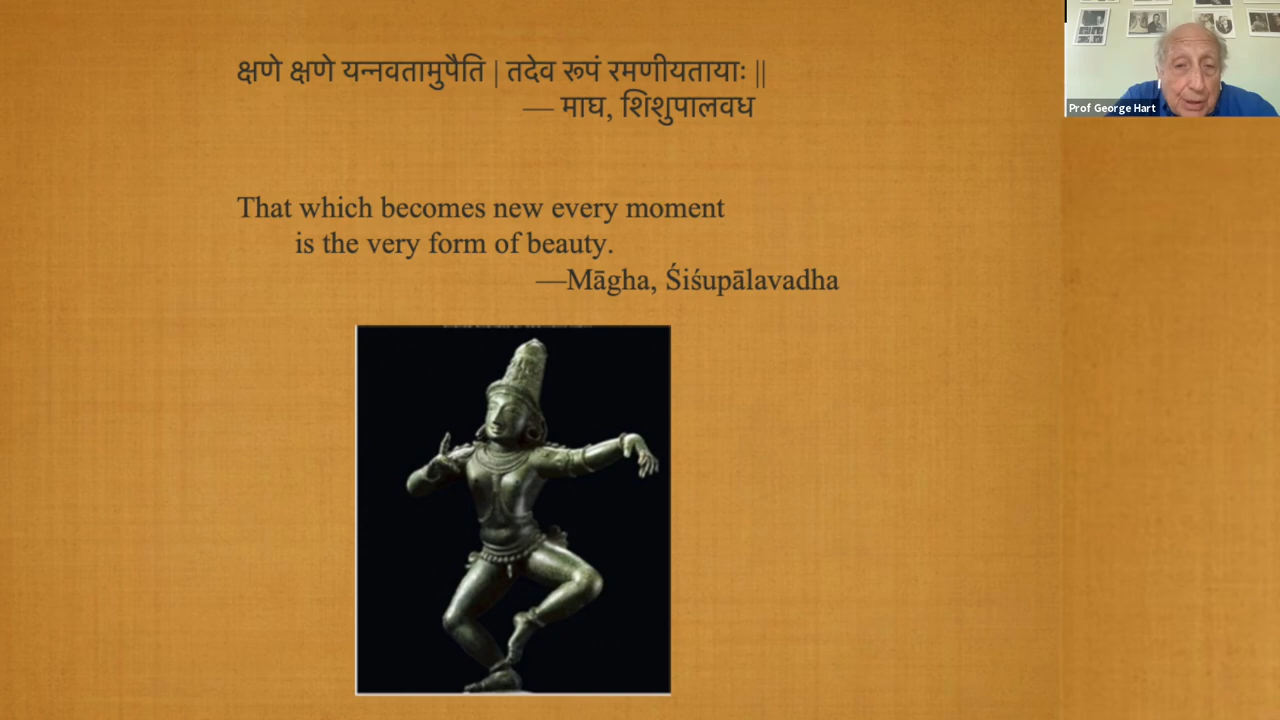 क्षणे क्षणे यन्नवतामुपैति | तदेव रूपं रमणीयतायाः ||
— माघ, शिशुपालवध
That which becomes new every moment
is the very form of beauty.
—Māgha, Śiśupālavadha
Prof George Hart